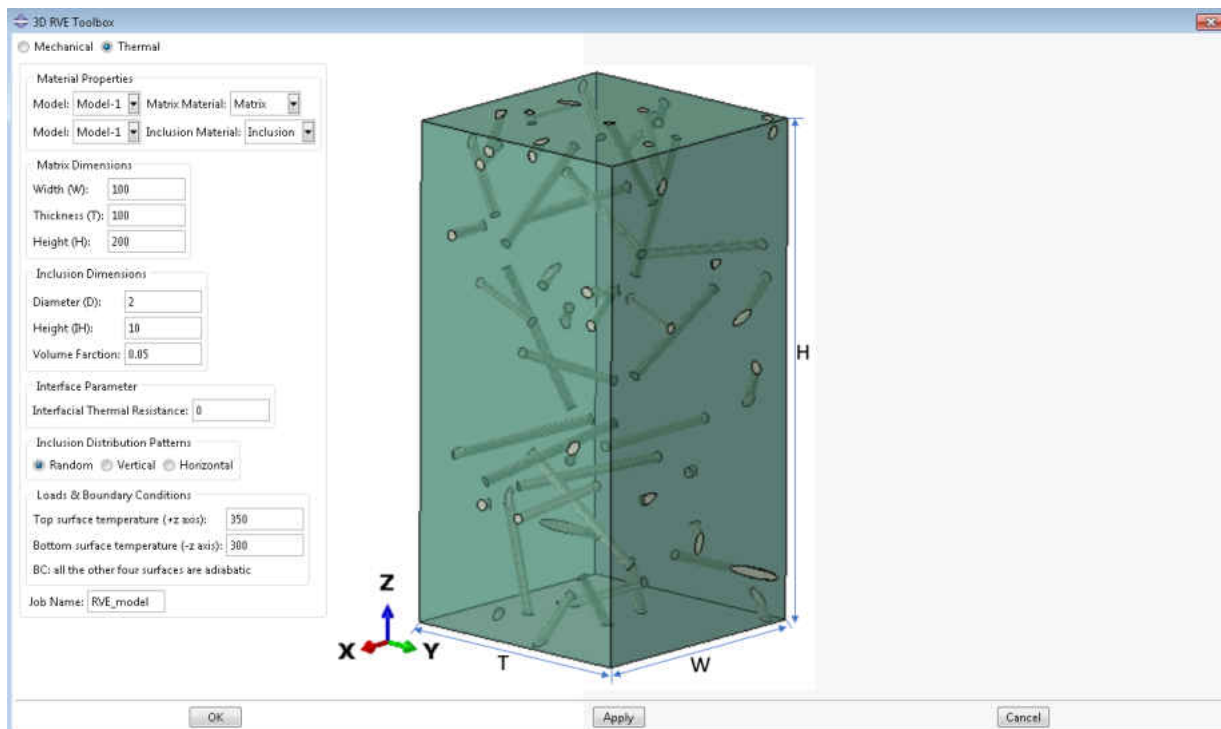 3D RVE Toolbox
Mechanical Thermal
Material Properties
Model: Model-1 Matrix Material: Matrix
Model: Model-1 Inclusion Material: Inclusion
Matrix Dimensions
Width (W): 100
Thickness (T): 100
Height (H): 200
Inclusion Dimensions
Diameter (D): 2
Height (IH): 10
Volume Farction: 0.05
Interface Parameter
Interfacial Thermal Resistance: 0
Inclusion Distribution Patterns
Random Vertical Horizontal
Loads & Boundary Conditions
Top surface temperature (+z axis): 350
Bottom surface temperature (-z axis): 300
BC: all the other four surfaces are adiabatic
Job Name: RVE_model
H
Z
X Y
T W
OK Apply Cancel